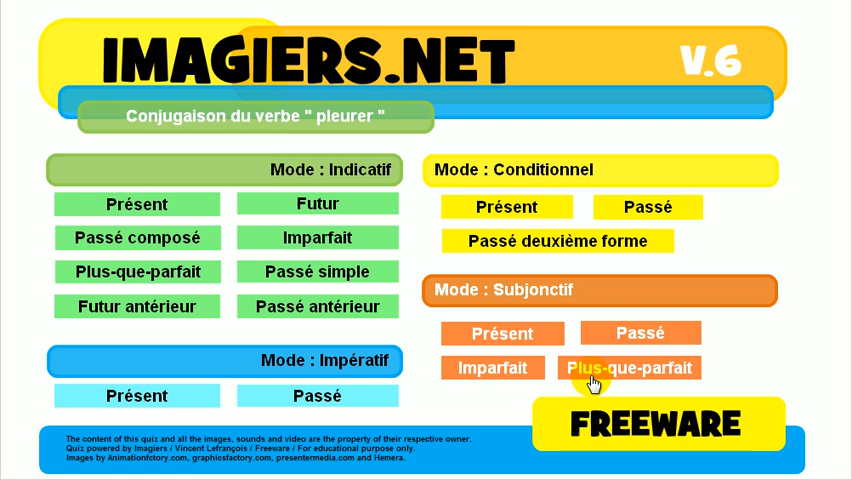 IMAGIERS.NET
V.6
Conjugaison du verbe " pleurer "
Mode : Indicatif
Présent
Futur
Passé composé
Imparfait
Plus-que-parfait
Passé simple
Futur antérieur
Passé antérieur
Mode : Impératif
Présent
Passé
Mode : Conditionnel
Présent
Passé
Passé deuxième forme
Mode : Subjonctif
Présent
Passé
Imparfait
Plus-que-parfait
FREEWARE
The content of this quiz and all the images, sounds and video are the property of their respective owner.
Quiz powered by Imagiers / Vincent Lefrançois / Freeware / For educational purpose only.
Images by Animationfctory.com, graphicsfactory.com, presentermedia.com and Hemera.